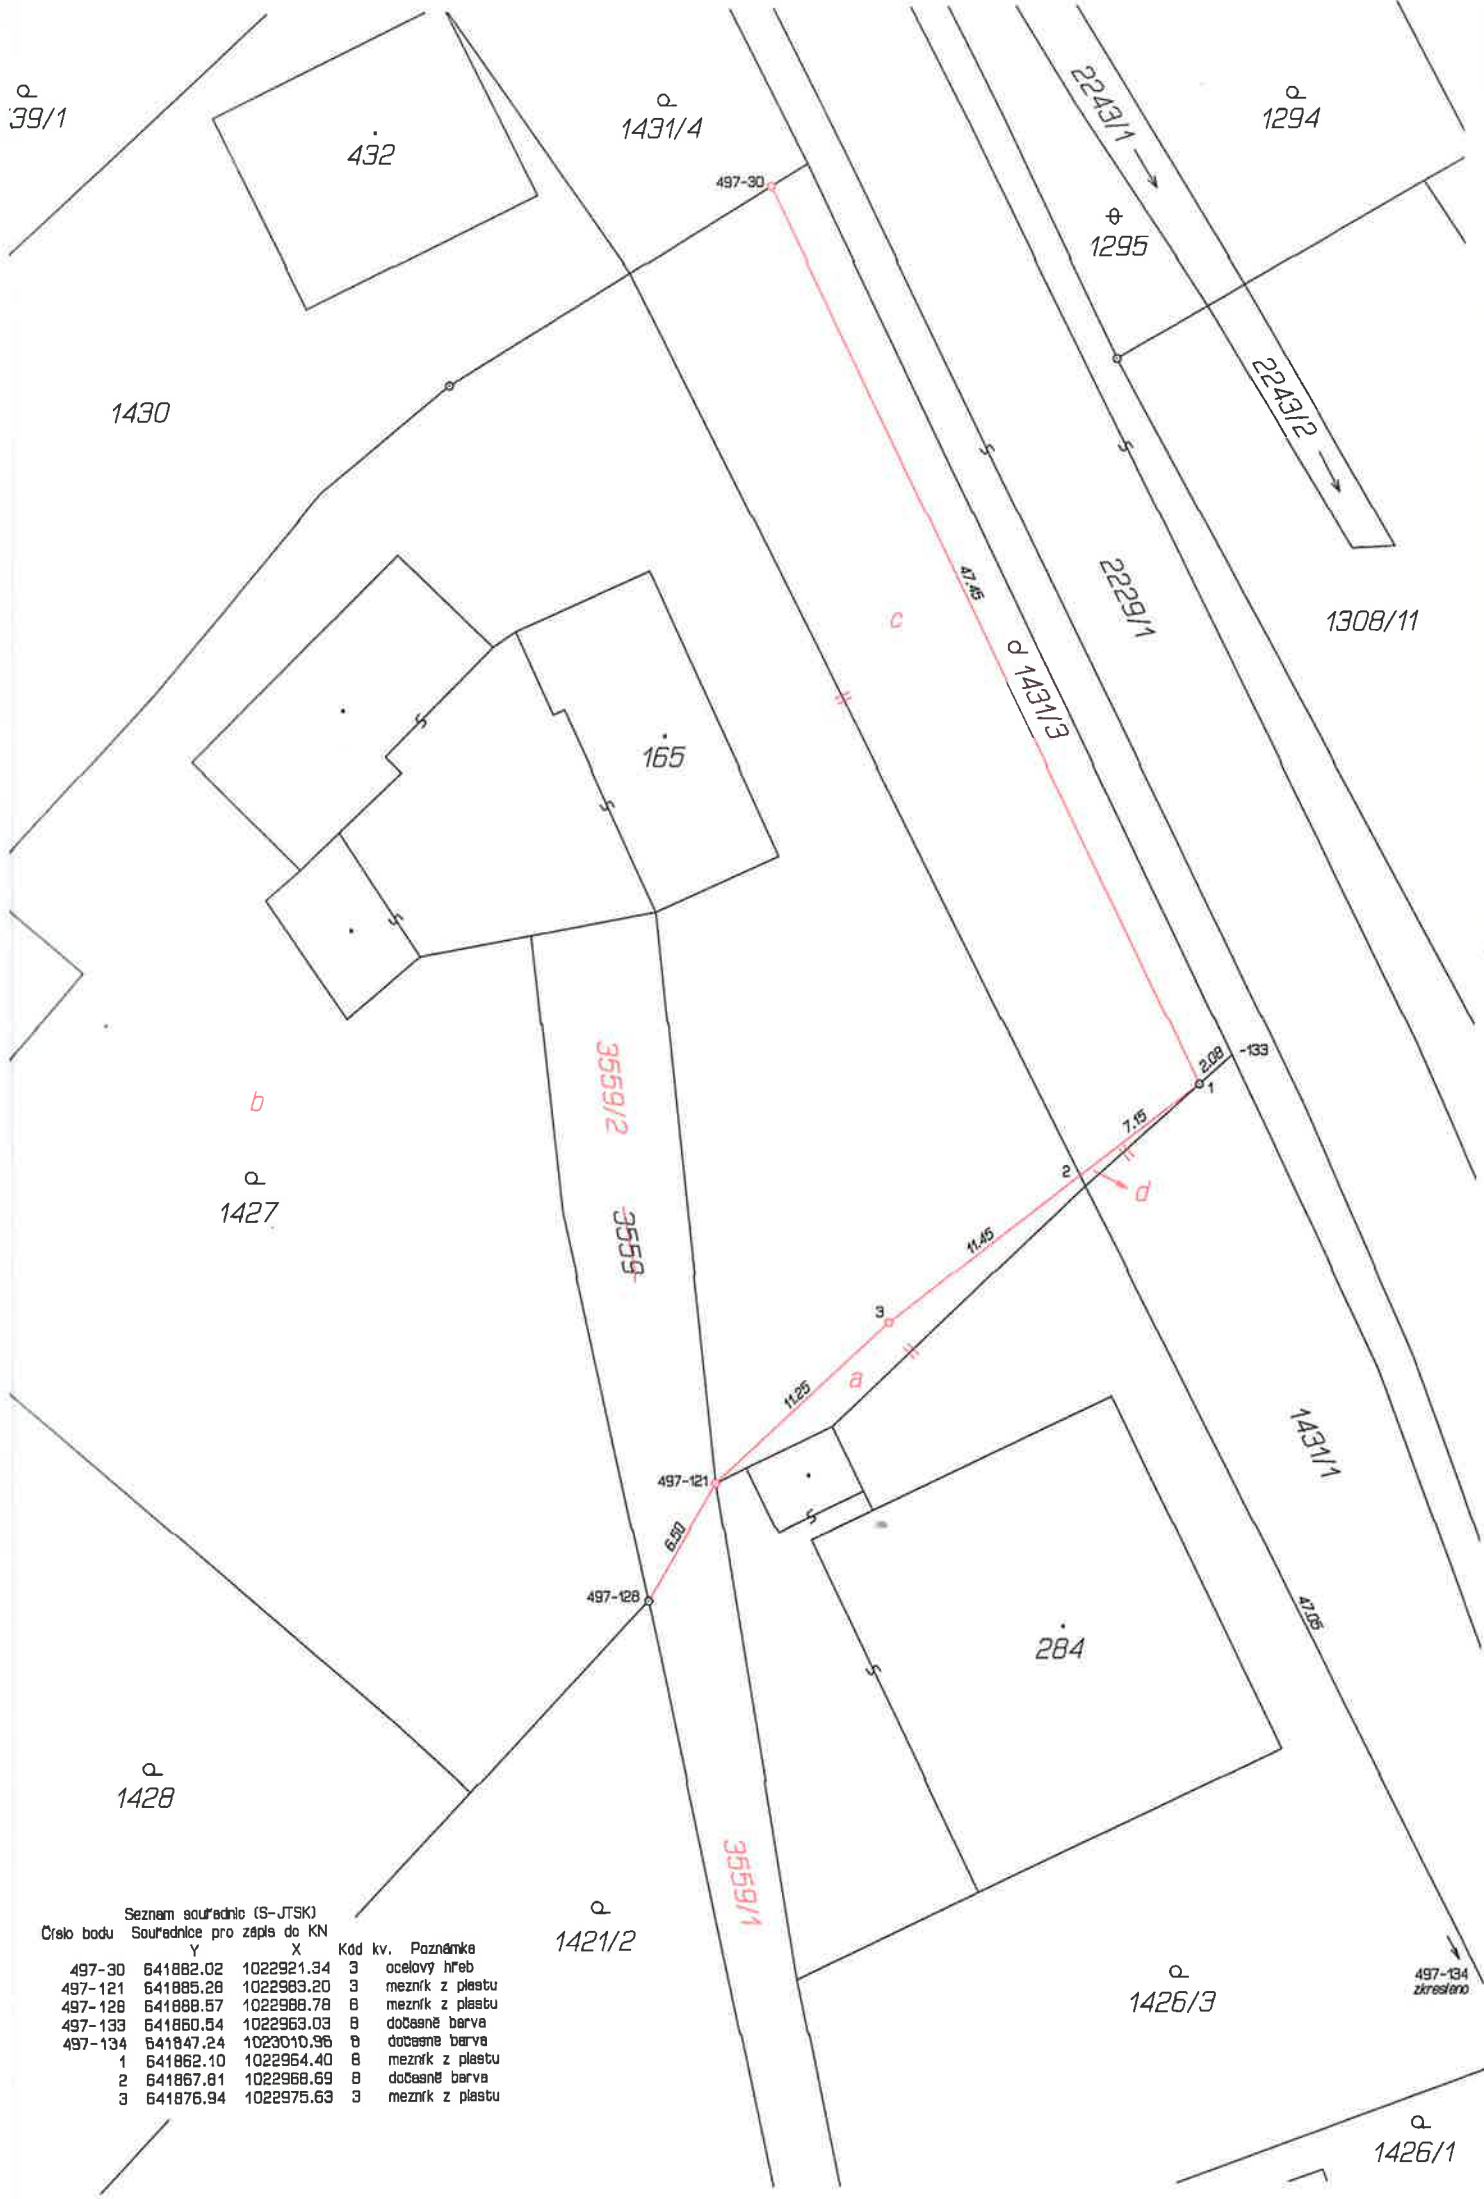 :39/1
432
1431/4
2243/1
1294
497-30
1295
1430
2243/2
47.45
2229/1
c
1308/11
d 1431/3
165
3559/2
2.08
-133
1
b
7.15
2
d
1427
3559
11.45
3
a
11.25
1431/1
497-121
6.50
497-128
47.05
284
1428
3559/1
1421/2
497-134
zkresleno
1426/3
1426/1
Seznam souřadnic (S-JTSK)
Číslo bodu Souřadnice pro zápis do KN
Y X Kód kv. Poznámka
497-30 641882.02 1022921.34 3 ocelový hřeb
497-121 641885.28 1022983.20 3 mezník z plastu
497-128 641888.57 1022988.78 8 mezník z plastu
497-133 641860.54 1022963.03 8 dočasně barva
497-134 641847.24 1023010.96 8 dočasně barva
1 641862.10 1022964.40 8 mezník z plastu
2 641867.81 1022968.69 8 dočasně barva
3 641876.94 1022975.63 3 mezník z plastu